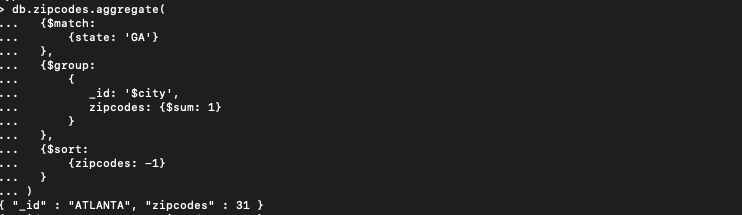 > db.zipcodes.aggregate(
...   {$match:
...       {state: 'GA'}
...   },
...   {$group:
...       {
...          _id: '$city',
...          zipcodes: {$sum: 1}
...       }
...   },
...   {$sort:
...       {zipcodes: -1}
...   }
... )
{ "_id" : "ATLANTA", "zipcodes" : 31 }